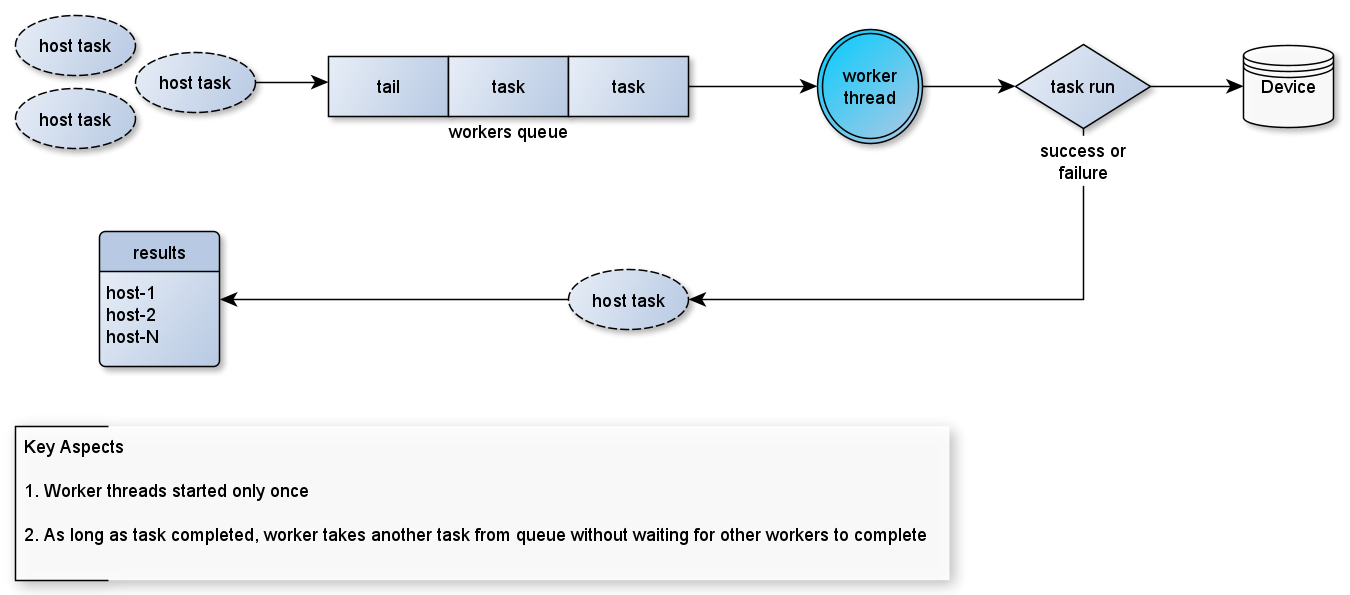 host task
host task
host task
tail
task
task
workers queue
worker
thread
task run
Device
success or
failure
results
host-1
host-2
host-N
host task
Key Aspects
1. Worker threads started only once
2. As long as task completed, worker takes another task from queue without waiting for other workers to complete